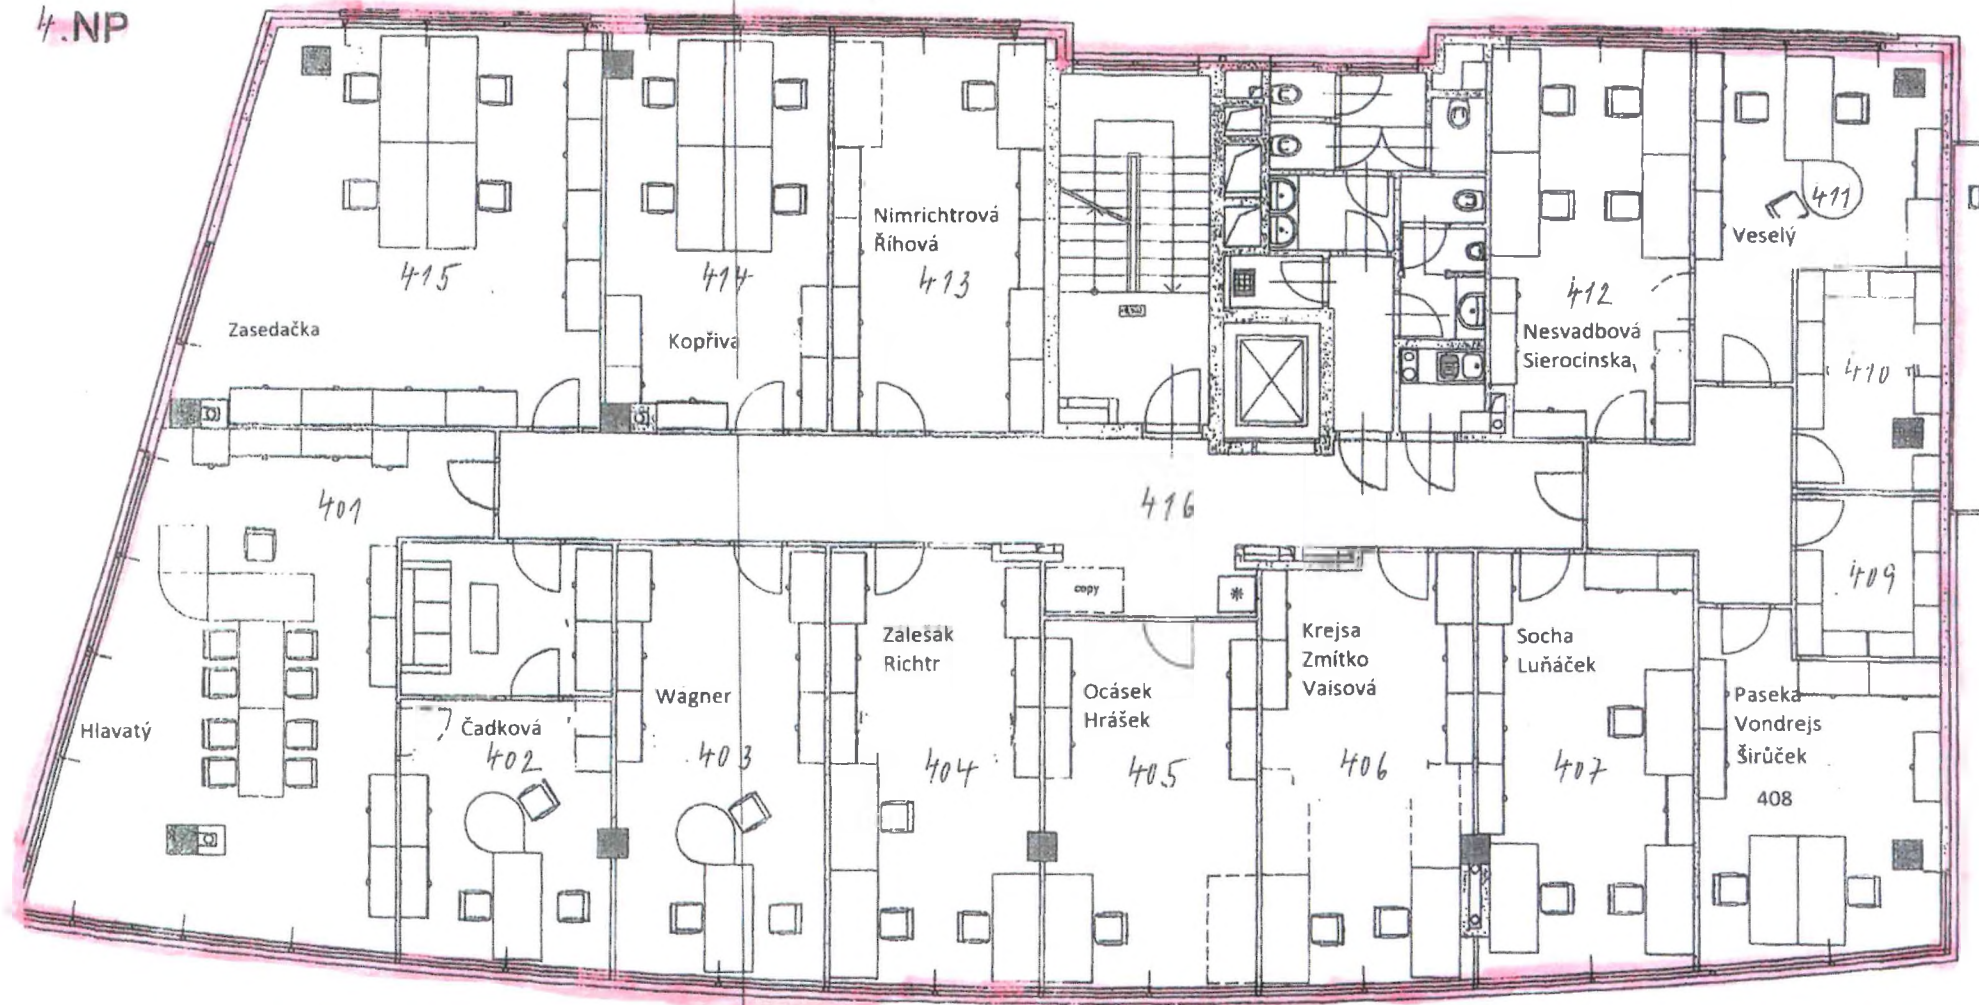 4.NP
415
Zasedačka
414
Kopřiva
Nimrichtrová
Říhová
413
412
Nesvadbová
Sierocinska,
411
Veselý
410
401
416
409
Hlavatý
Čadková
402
Wagner
403
Zálešák
Richtr
404
copy
Ocásek
Hrášek
405
Krejsa
Zmítko
Vaisová
406
Socha
Luňáček
407
Paseka
Vondrejs
Širůček
408